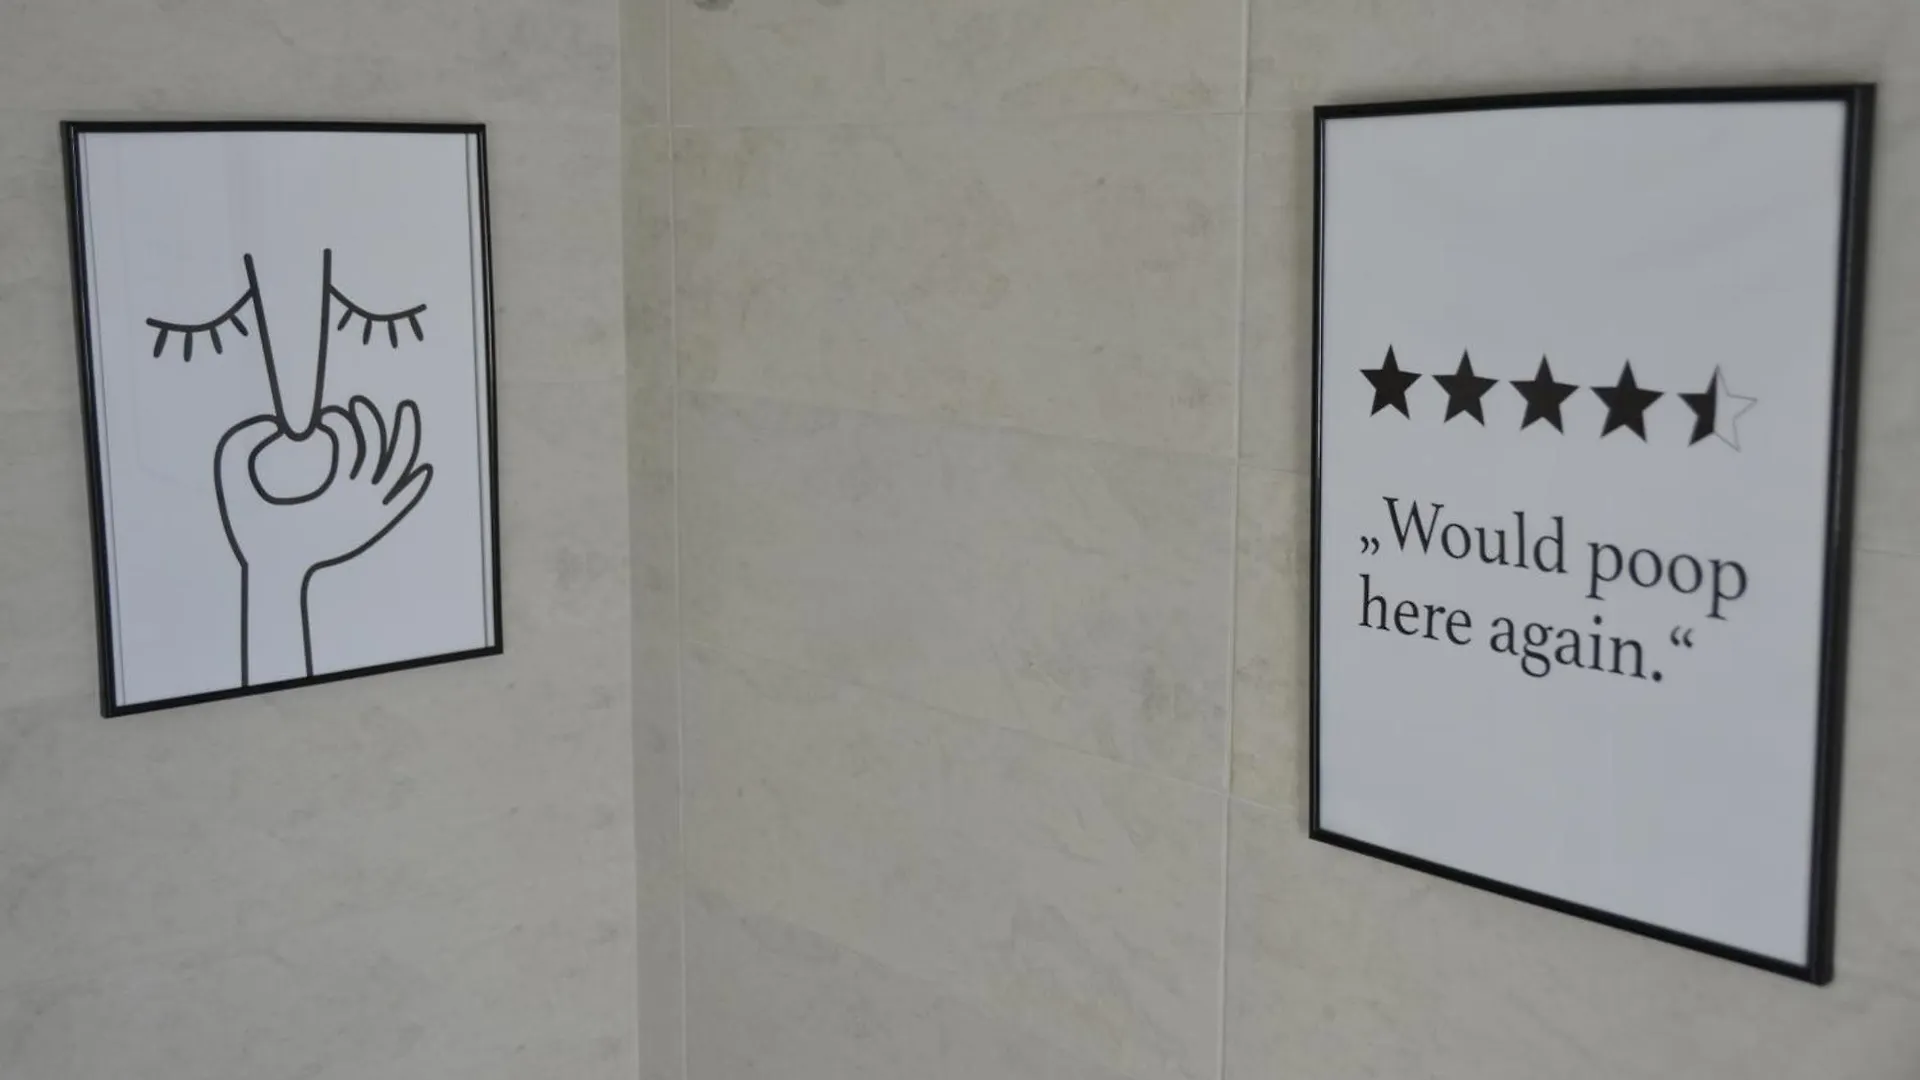 „Would poop
here again.“